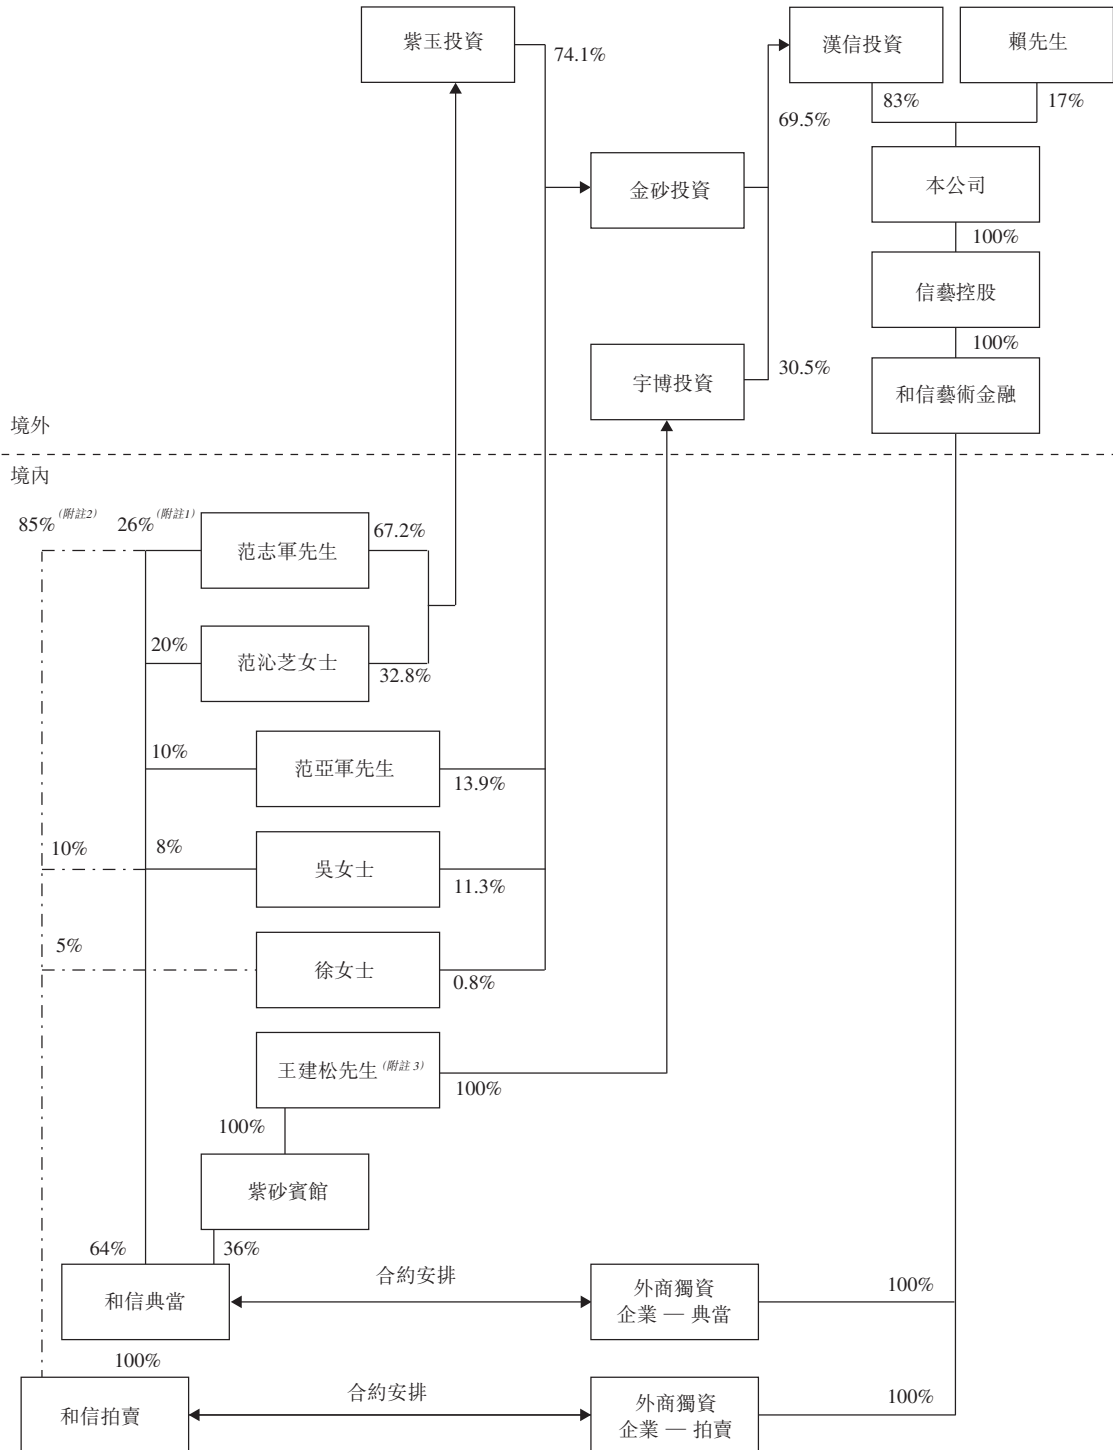 紫玉投資
74.1%
漢信投資
賴先生
83%
17%
69.5%
金砂投資
本公司
100%
信藝控股
100%
宇博投資
30.5%
和信藝術金融
境外
境內
85% (附註2)
26% (附註1)
范志軍先生
67.2%
20%
范沁芝女士
32.8%
10%
范亞軍先生
13.9%
10%
8%
吳女士
11.3%
5%
徐女士
0.8%
王建松先生 (附註 3)
100%
100%
紫砂賓館
64%
36%
和信典當
合約安排
外商獨資
企業 — 典當
100%
100%
和信拍賣
合約安排
外商獨資
企業 — 拍賣
100%